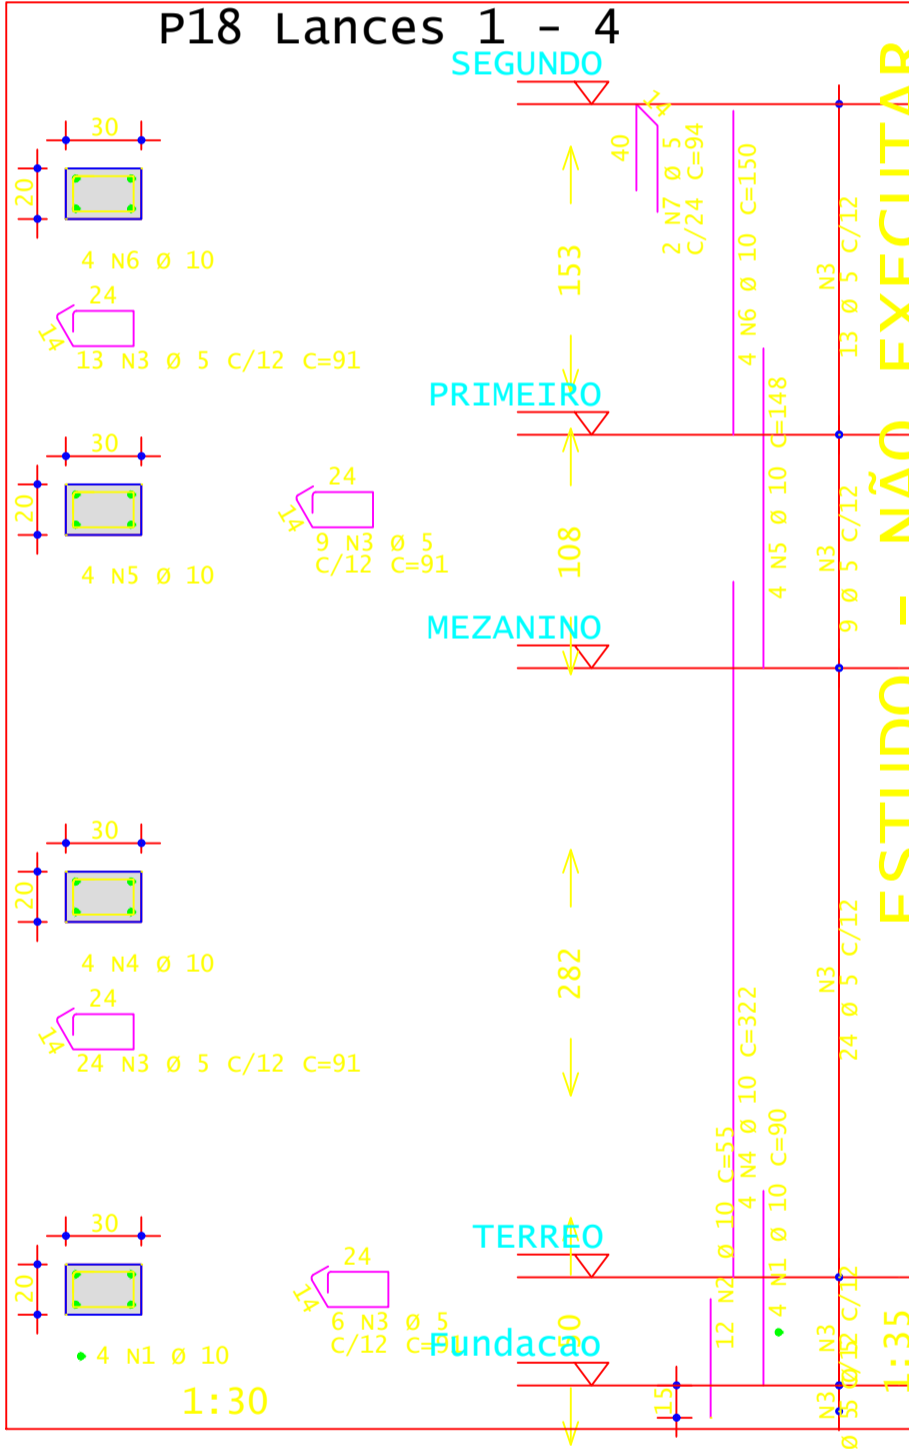 P18 Lances 1 - 4
SEGUNDO
30
20
4 N6 Ø 10
24
14
13 N3 Ø 5 C/12 C=91
14
40
2 N7 Ø 5
C/24 C=94
153
4 N6 Ø 10 C=150
N3
13 Ø 5 C/12
PRIMEIRO
30
20
4 N5 Ø 10
24
14
9 N3 Ø 5
C/12 C=91
108
4 N5 Ø 10 C=148
N3
9 Ø 5 C/12
MEZANINO
30
20
4 N4 Ø 10
24
14
24 N3 Ø 5 C/12 C=91
282
4 N4 Ø 10 C=322
N3
24 Ø 5 C/12
TERREO
30
20
4 N1 Ø 10
24
14
6 N3 Ø 5
C/12
50
12 N2 Ø 10 C=55
4 N1 Ø 10 C=90
N3
C/12
Fundacao
15
N3
1:30
1:35
ESTUDO - NÃO EXECUTAR